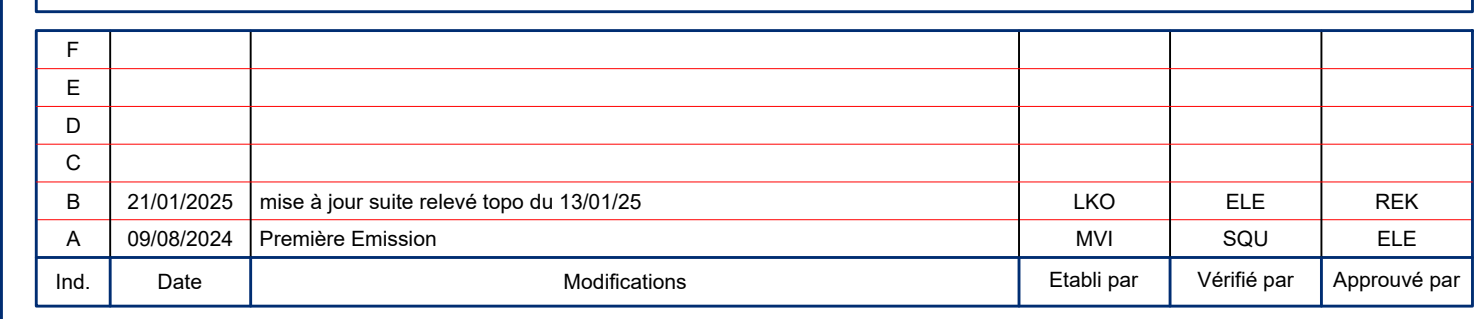 F
E
D
C
B 21/01/2025 mise à jour suite relevé topo du 13/01/25 LKO ELE REK
A 09/08/2024 Première Emission MVI SQU ELE
Ind. Date Modifications Etabli par Vérifié par Approuvé par